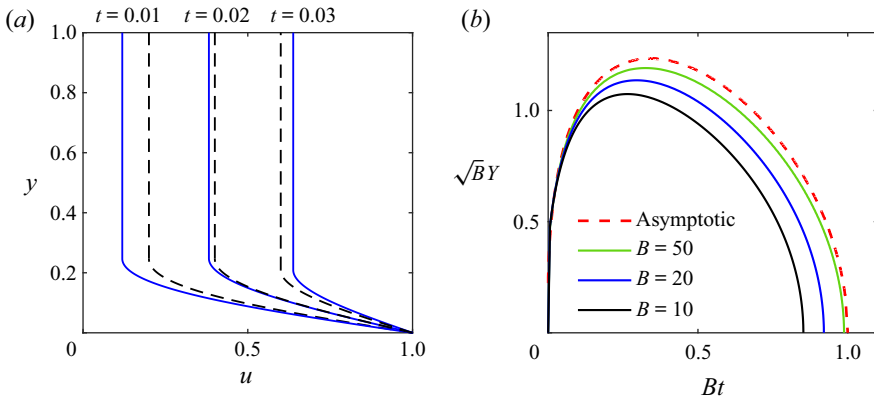 (a) t = 0.01 t = 0.02 t = 0.03
1.0
0.8
0.6
y
0.4
0.2
0 0.5 1.0
u
(b)
1.0
√BY
0.5
Asymptotic
B = 50
B = 20
B = 10
0 0.5 1.0
Bt